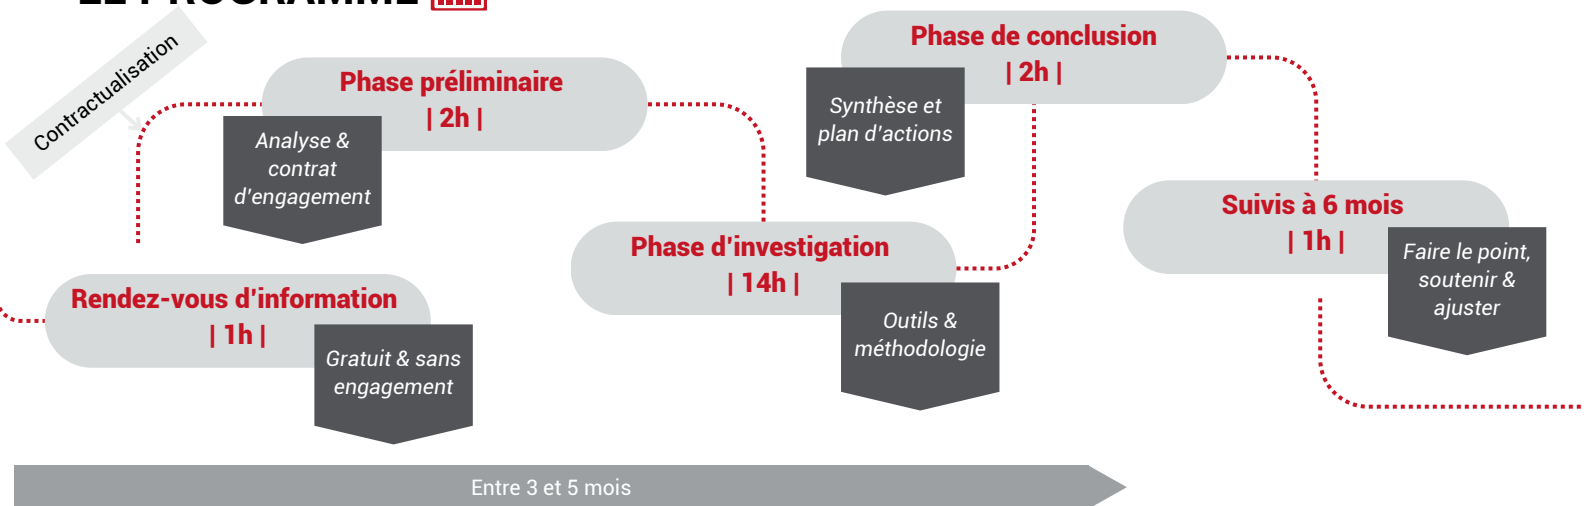 LE PROGRAMME
Contractualisation
Rendez-vous d'information
| 1h |
Gratuit & sans
engagement
Phase préliminaire
| 2h |
Analyse &
contrat
d'engagement
Phase d'investigation
| 14h |
Outils &
méthodologie
Phase de conclusion
| 2h |
Synthèse et
plan d'actions
Suivis à 6 mois
| 1h |
Faire le point,
soutenir &
ajuster
Entre 3 et 5 mois